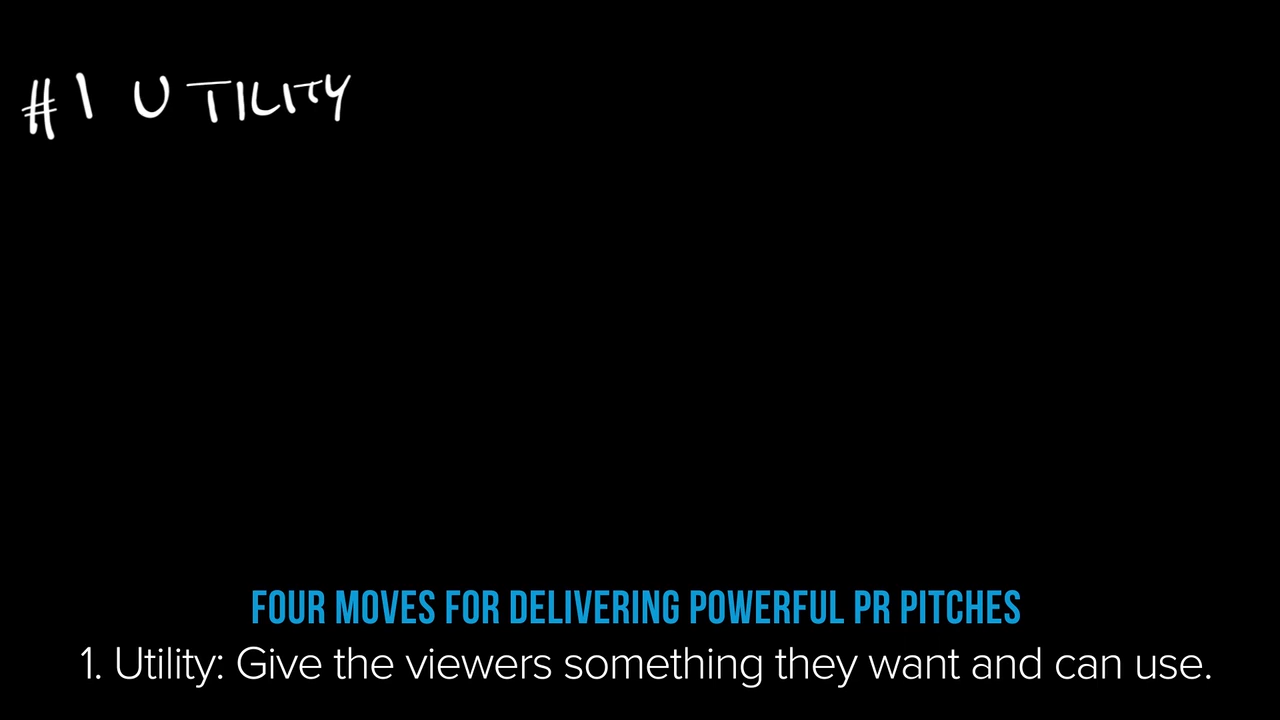 #1 UTILITY
FOUR MOVES FOR DELIVERING POWERFUL PR PITCHES
1. Utility: Give the viewers something they want and can use.